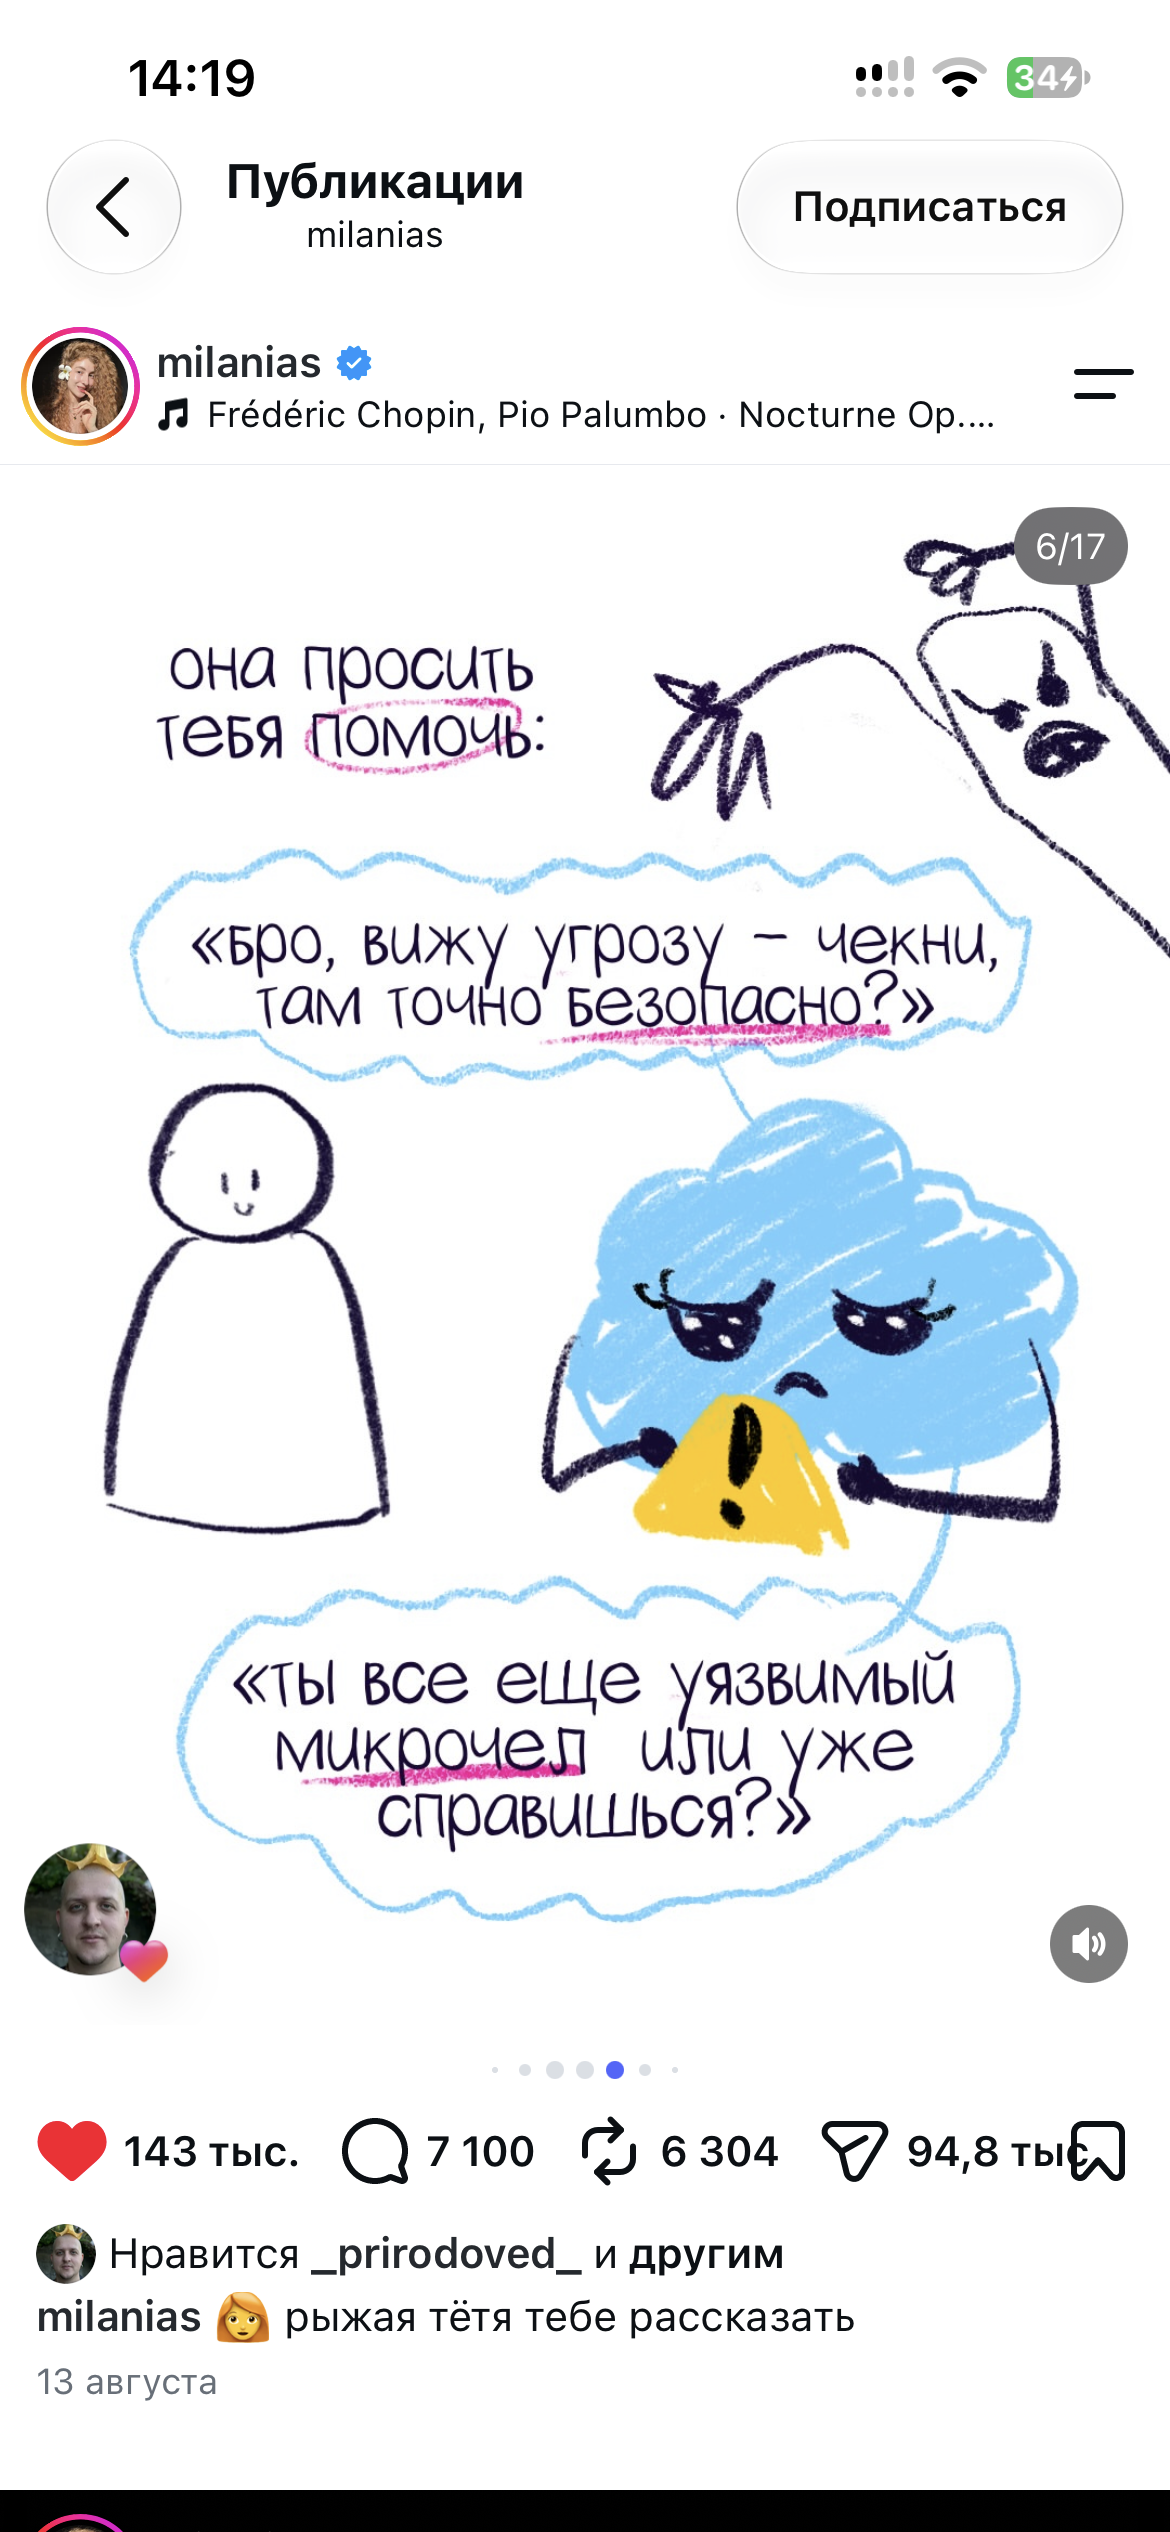 14:19
34
Публикации
milanias
Подписаться
milanias
Frédéric Chopin, Pio Palumbo · Nocturne Op....
6/17
она просить
тебя помочь:
«бро, вижу угрозу – чекни,
там точно безопасно?»
«ты все еще уязвимый
микрочел или уже
справишься?»
143 тыс.
7 100
6 304
94,8 тыс
Нравится _prirodoved_ и другим
milanias рыжая тётя тебе рассказать
13 августа